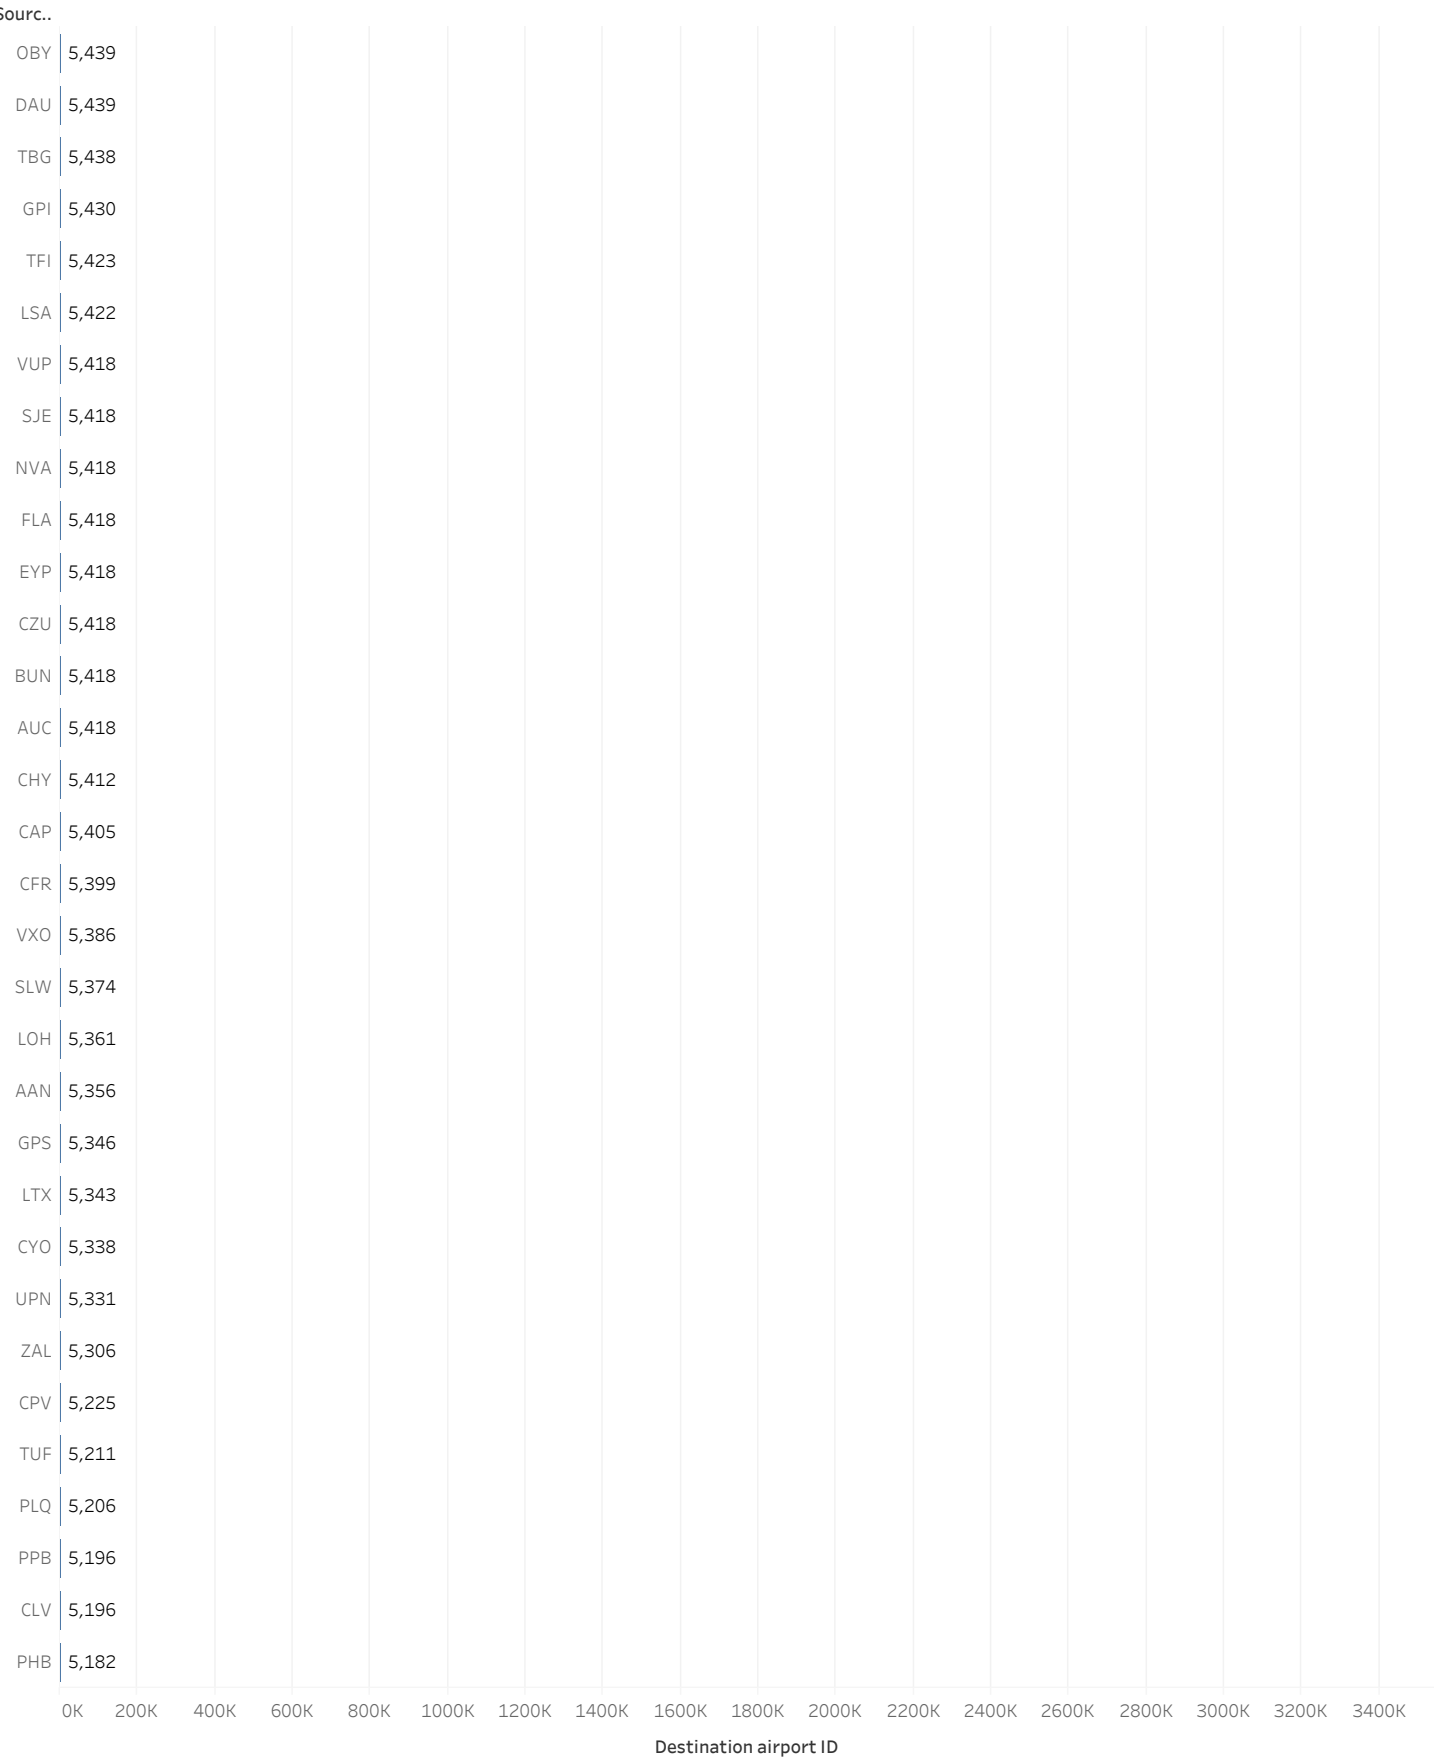 Sourc..
OBY 5,439
DAU 5,439
TBG 5,438
GPI 5,430
TFI 5,423
LSA 5,422
VUP 5,418
SJE 5,418
NVA 5,418
FLA 5,418
EYP 5,418
CZU 5,418
BUN 5,418
AUC 5,418
CHY 5,412
CAP 5,405
CFR 5,399
VXO 5,386
SLW 5,374
LOH 5,361
AAN 5,356
GPS 5,346
LTX 5,343
CYO 5,338
UPN 5,331
ZAL 5,306
CPV 5,225
TUF 5,211
PLQ 5,206
PPB 5,196
CLV 5,196
PHB 5,182
0K 200K 400K 600K 800K 1000K 1200K 1400K 1600K 1800K 2000K 2200K 2400K 2600K 2800K 3000K 3200K 3400K
Destination airport ID